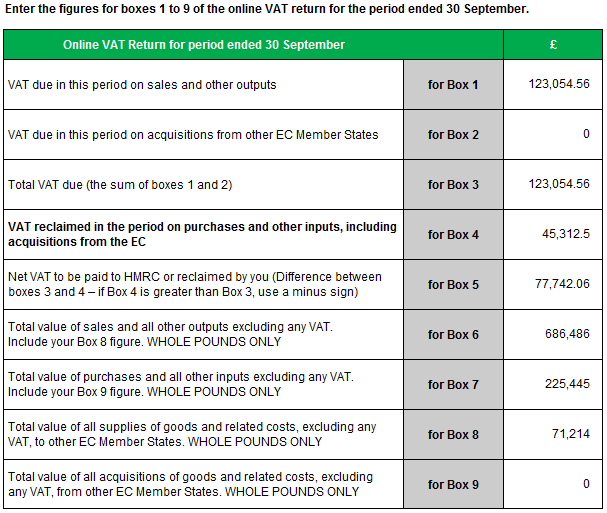 Enter the figures for boxes 1 to 9 of the online VAT return for the period ended 30 September.
Online VAT Return for period ended 30 September £
VAT due in this period on sales and other outputs for Box 1 123,054.56
VAT due in this period on acquisitions from other EC Member States for Box 2 0
Total VAT due (the sum of boxes 1 and 2) for Box 3 123,054.56
VAT reclaimed in the period on purchases and other inputs, including
acquisitions from the EC for Box 4 45,312.5
Net VAT to be paid to HMRC or reclaimed by you (Difference between
boxes 3 and 4 – if Box 4 is greater than Box 3, use a minus sign) for Box 5 77,742.06
Total value of sales and all other outputs excluding any VAT.
Include your Box 8 figure. WHOLE POUNDS ONLY for Box 6 686,486
Total value of purchases and all other inputs excluding any VAT.
Include your Box 9 figure. WHOLE POUNDS ONLY for Box 7 225,445
Total value of all supplies of goods and related costs, excluding any
VAT, to other EC Member States. WHOLE POUNDS ONLY for Box 8 71,214
Total value of all acquisitions of goods and related costs, excluding
any VAT, from other EC Member States. WHOLE POUNDS ONLY for Box 9 0